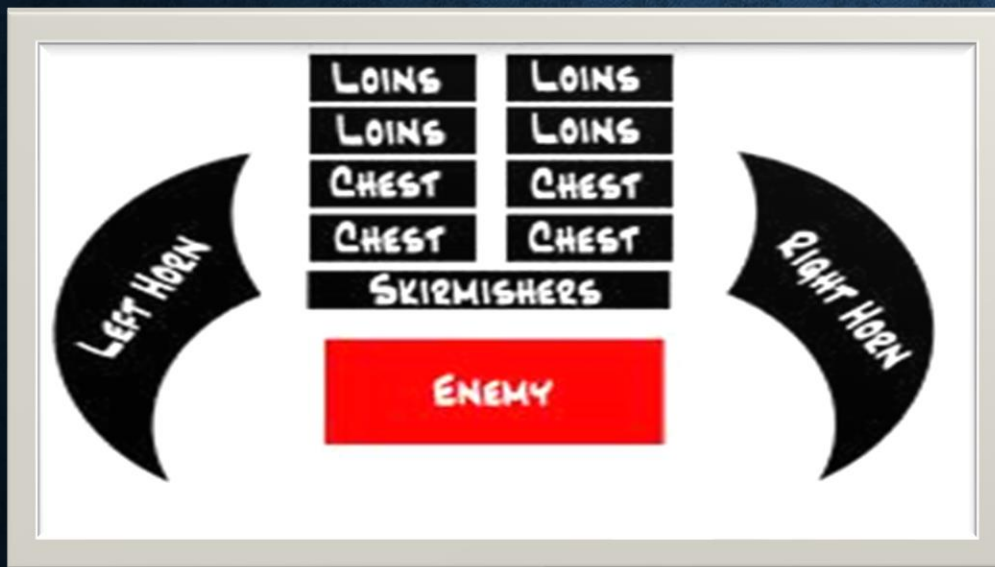 LOINS LOINS
LOINS LOINS
CHEST CHEST
CHEST CHEST
SKIRMISHERS
LEFT HORN
RIGHT HORN
ENEMY